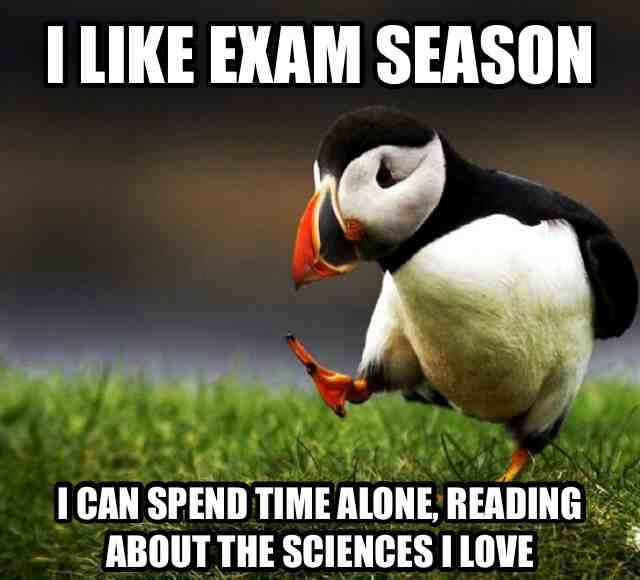 I LIKE EXAM SEASON
I CAN SPEND TIME ALONE, READING
ABOUT THE SCIENCES I LOVE